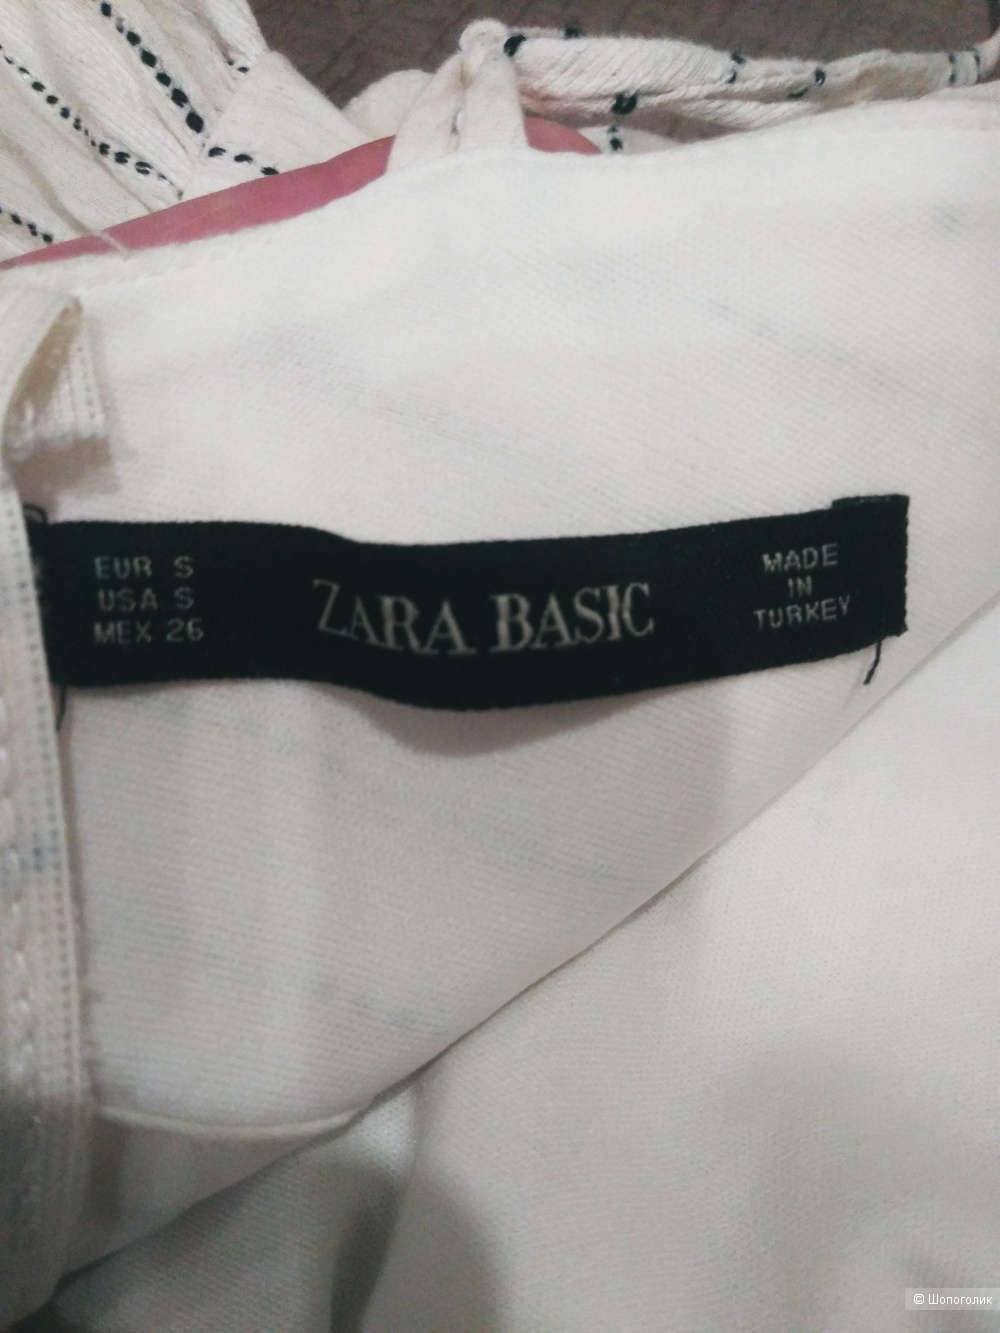 EUR S
USA S
MEX 26
ZARA BASIC
MADE
IN
TURKEY
© Шопоголик